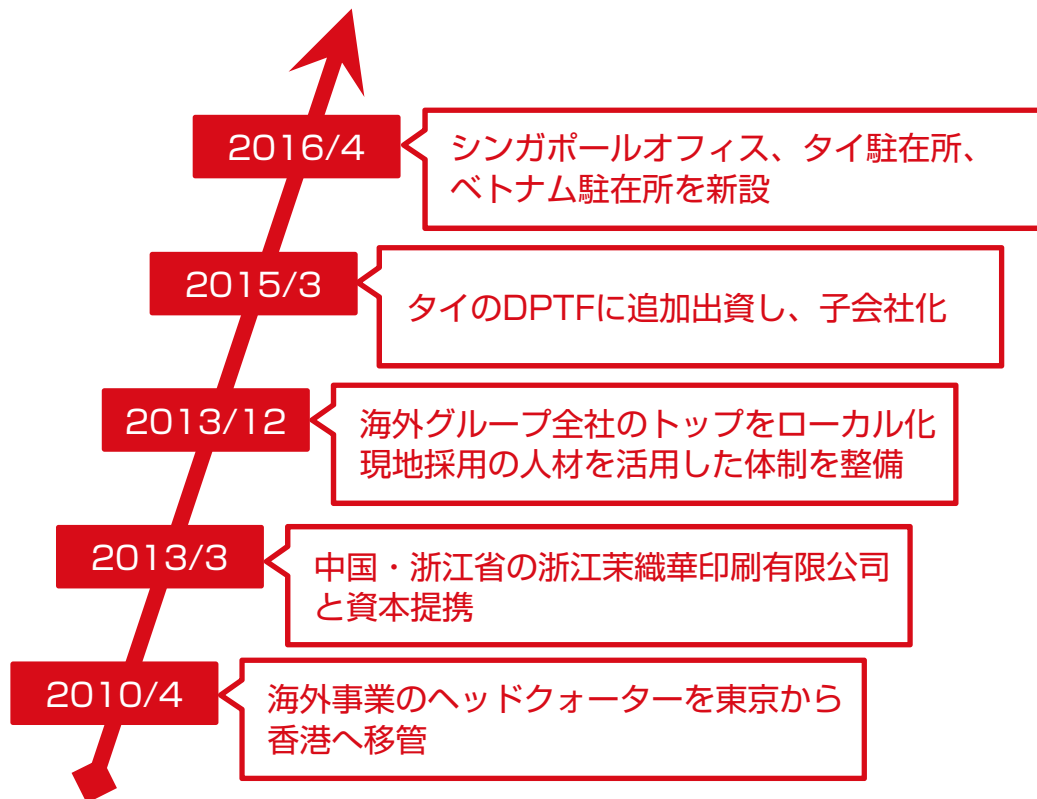 2016/4
シンガポールオフィス、タイ駐在所、
ベトナム駐在所を新設
2015/3
タイのDPTFに追加出資し、子会社化
2013/12
海外グループ全社のトップをローカル化
現地採用の人材を活用した体制を整備
2013/3
中国・浙江省の浙江茉織華印刷有限公司
と資本提携
2010/4
海外事業のヘッドクォーターを東京から
香港へ移管